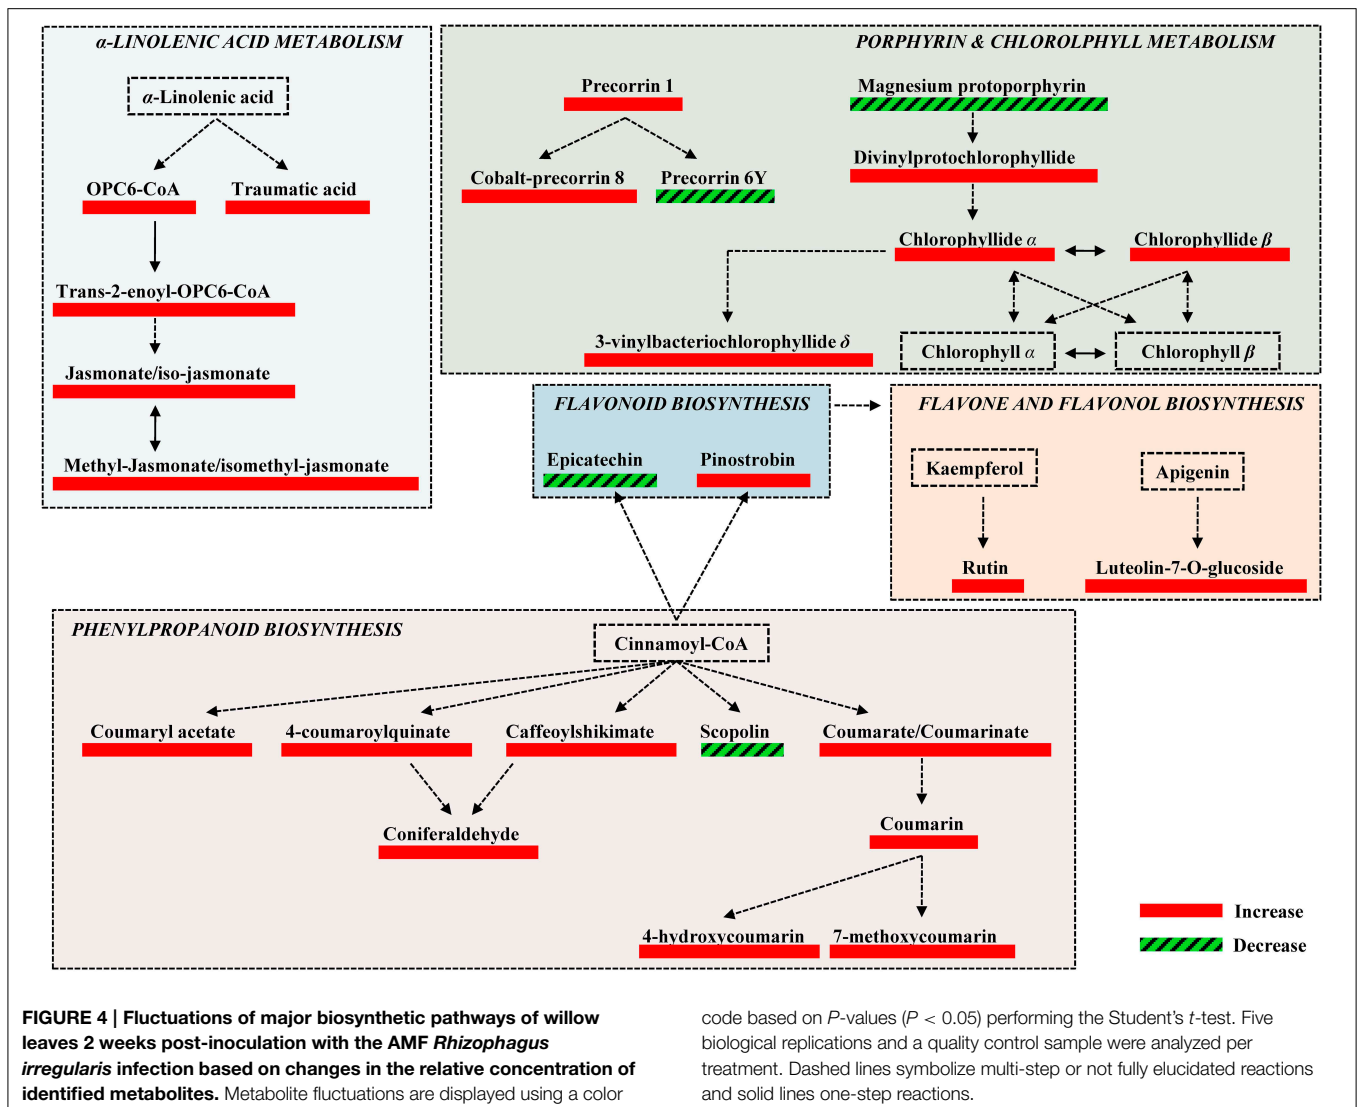 α-LINOLENIC ACID METABOLISM
α-Linolenic acid
OPC6-CoA
Traumatic acid
Trans-2-enoyl-OPC6-CoA
Jasmonate/iso-jasmonate
Methyl-Jasmonate/isomethyl-jasmonate
PORPHYRIN & CHLOROLPHYLL METABOLISM
Precorrin 1
Magnesium protoporphyrin
Divinylprotochlorophyllide
Cobalt-precorrin 8
Precorrin 6Y
Chlorophyllide α
Chlorophyllide β
3-vinylbacteriochlorophyllide δ
Chlorophyll α
Chlorophyll β
FLAVONOID BIOSYNTHESIS
Epicatechin
Pinostrobin
FLAVONE AND FLAVONOL BIOSYNTHESIS
Kaempferol
Apigenin
Rutin
Luteolin-7-O-glucoside
PHENYLPROPANOID BIOSYNTHESIS
Cinnamoyl-CoA
Coumaryl acetate
4-coumaroylquinate
Caffeoylshikimate
Scopolin
Coumarate/Coumarinate
Coniferaldehyde
Coumarin
4-hydroxycoumarin
7-methoxycoumarin
Increase
Decrease
FIGURE 4 | Fluctuations of major biosynthetic pathways of willow
leaves 2 weeks post-inoculation with the AMF Rhizophagus
irregularis infection based on changes in the relative concentration of
identified metabolites. Metabolite fluctuations are displayed using a color
code based on P-values (P < 0.05) performing the Student's t-test. Five
biological replications and a quality control sample were analyzed per
treatment. Dashed lines symbolize multi-step or not fully elucidated reactions
and solid lines one-step reactions.